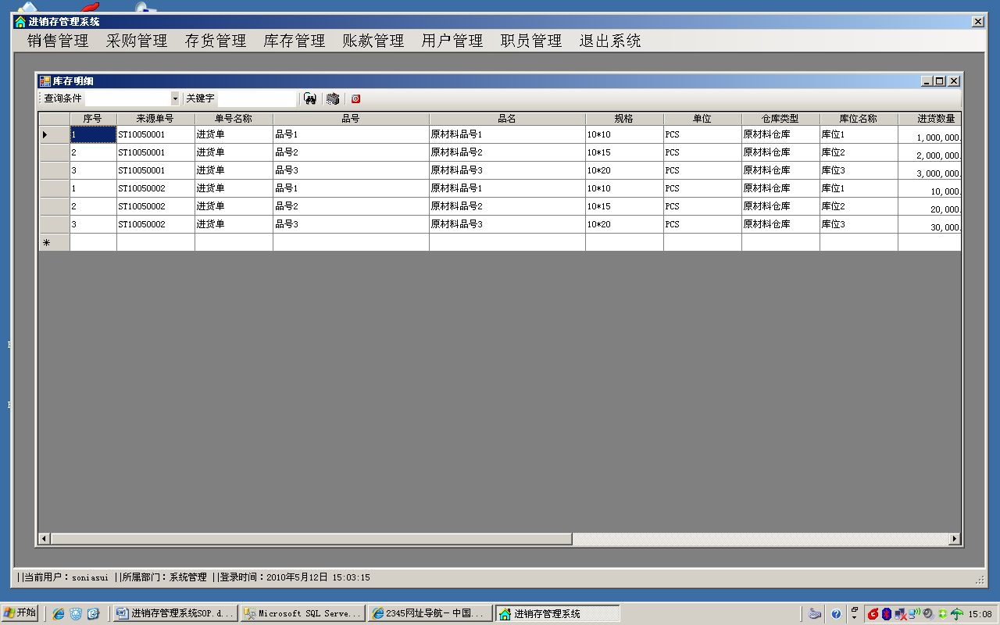 进销存管理系统
销售管理 采购管理 存货管理 库存管理 账款管理 用户管理 职员管理 退出系统
库存明细
查询条件 关键字
序号 来源单号 单号名称 品号 品名 规格 单位 仓库类型 库位名称 进货数量
1 ST10050001 进货单 品号1 原材料品号1 10*10 PCS 原材料仓库 库位1 1,000,000.
2 ST10050001 进货单 品号2 原材料品号2 10*15 PCS 原材料仓库 库位2 2,000,000.
3 ST10050001 进货单 品号3 原材料品号3 10*20 PCS 原材料仓库 库位3 3,000,000.
1 ST10050002 进货单 品号1 原材料品号1 10*10 PCS 原材料仓库 库位1 10,000.
2 ST10050002 进货单 品号2 原材料品号2 10*15 PCS 原材料仓库 库位2 20,000.
3 ST10050002 进货单 品号3 原材料品号3 10*20 PCS 原材料仓库 库位3 30,000.
||当前用户：soniasui ||所属部门：系统管理 ||登录时间：2010年5月12日 15:03:15
开始 进销存管理系统SOP.d... Microsoft SQL Serve... 2345网址导航－中国... 进销存管理系统 15:08